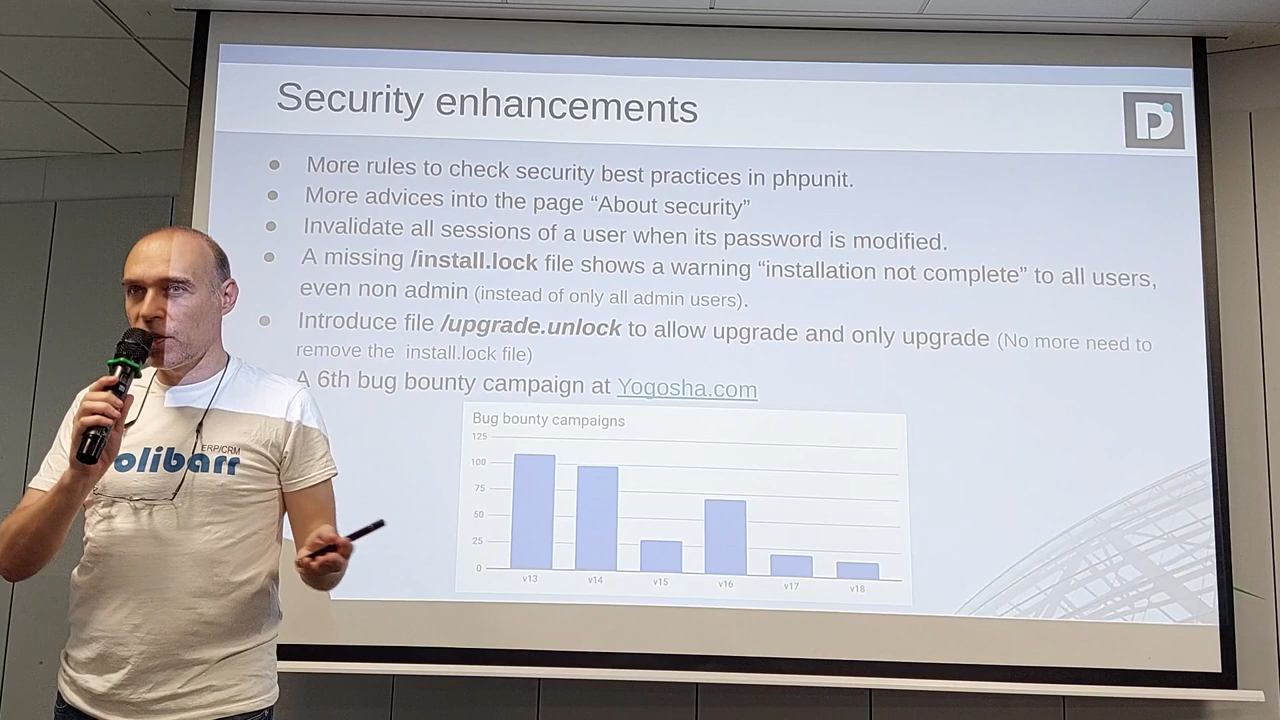 Security enhancements
D
More rules to check security best practices in phpunit.
More advices into the page “About security”
Invalidate all sessions of a user when its password is modified.
A missing /install.lock file shows a warning “installation not complete” to all users,
even non admin (instead of only all admin users).
Introduce file /upgrade.unlock to allow upgrade and only upgrade (No more need to
remove the install.lock file)
A 6th bug bounty campaign at Yogosha.com
Bug bounty campaigns
125
100
75
50
25
0
v13 v14 v15 v16 v17 v18
ERP/CRM
olibarr